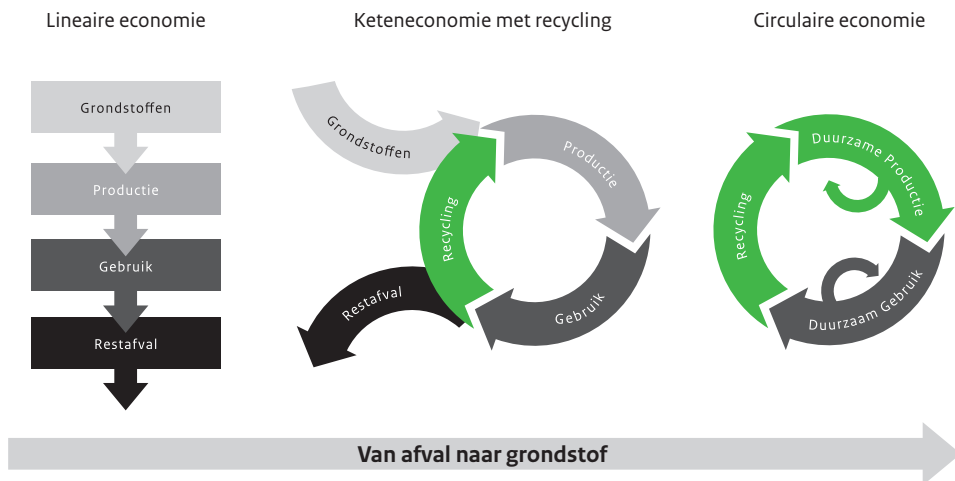 Lineaire economie
Keteneconomie met recycling
Circulaire economie
Grondstoffen
Productie
Gebruik
Restafval
Grondstoffen
Productie
Recycling
Restafval
Gebruik
Duurzame Productie
Recycling
Duurzaam Gebruik
Van afval naar grondstof